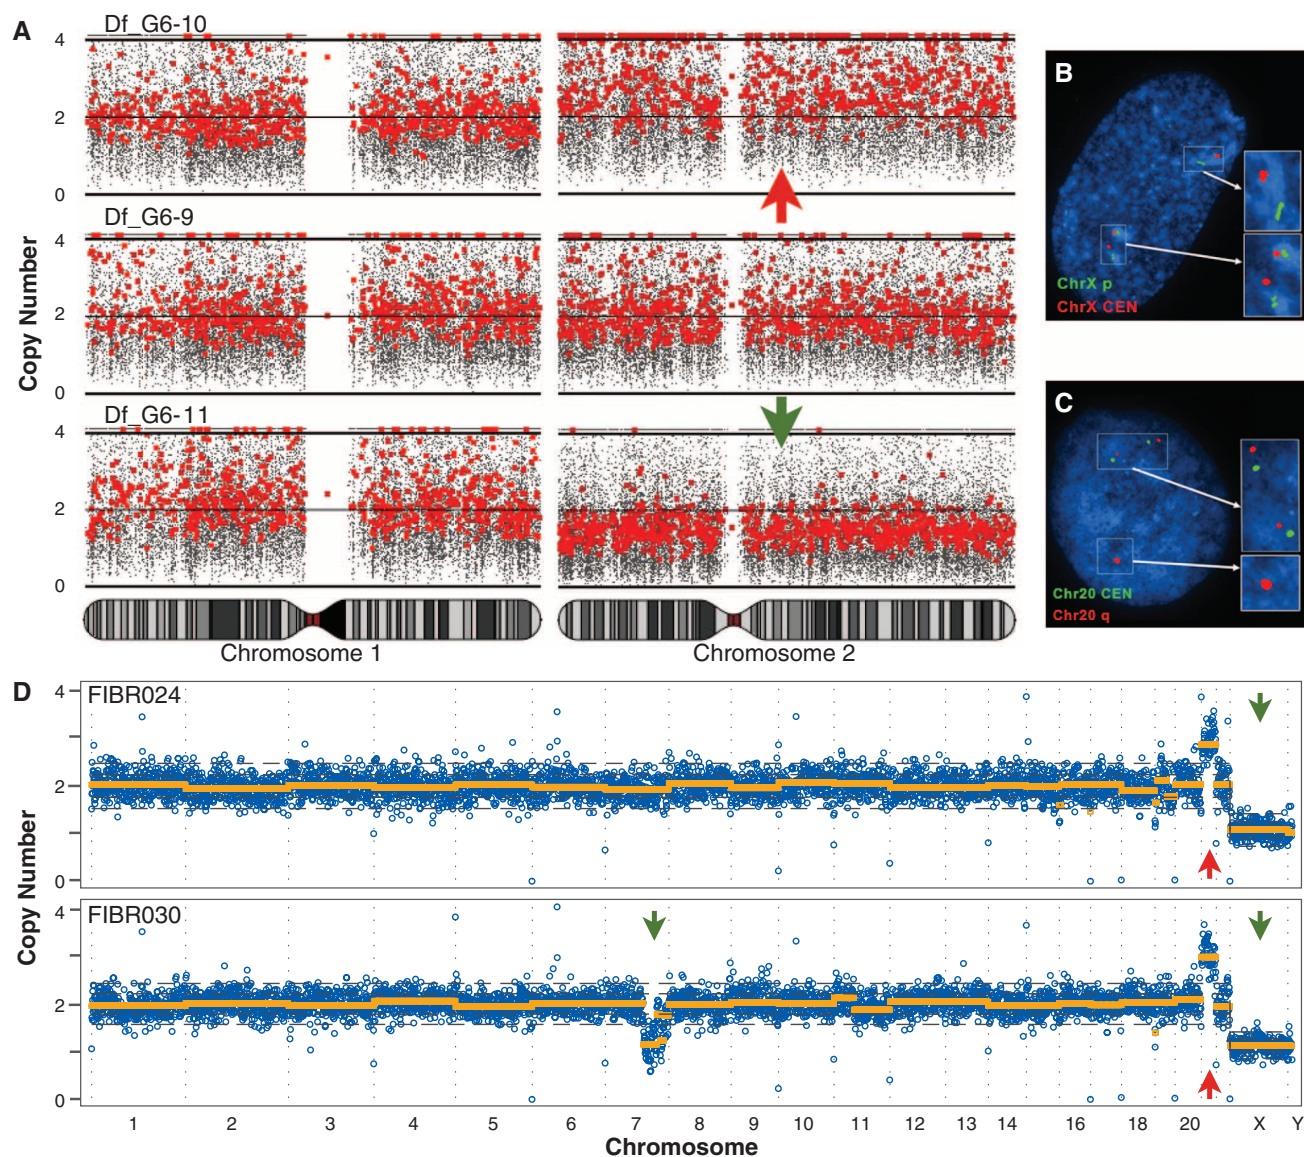 A
Df_G6-10
4
2
0
Df_G6-9
4
2
0
Df_G6-11
4
2
0
Copy Number
Chromosome 1
Chromosome 2
B
ChrX p
ChrX CEN
C
Chr20 CEN
Chr20 q
D
FIBR024
4
2
0
FIBR030
4
2
0
Copy Number
1 2 3 4 5 6 7 8 9 10 11 12 13 14 16 18 20 X Y
Chromosome